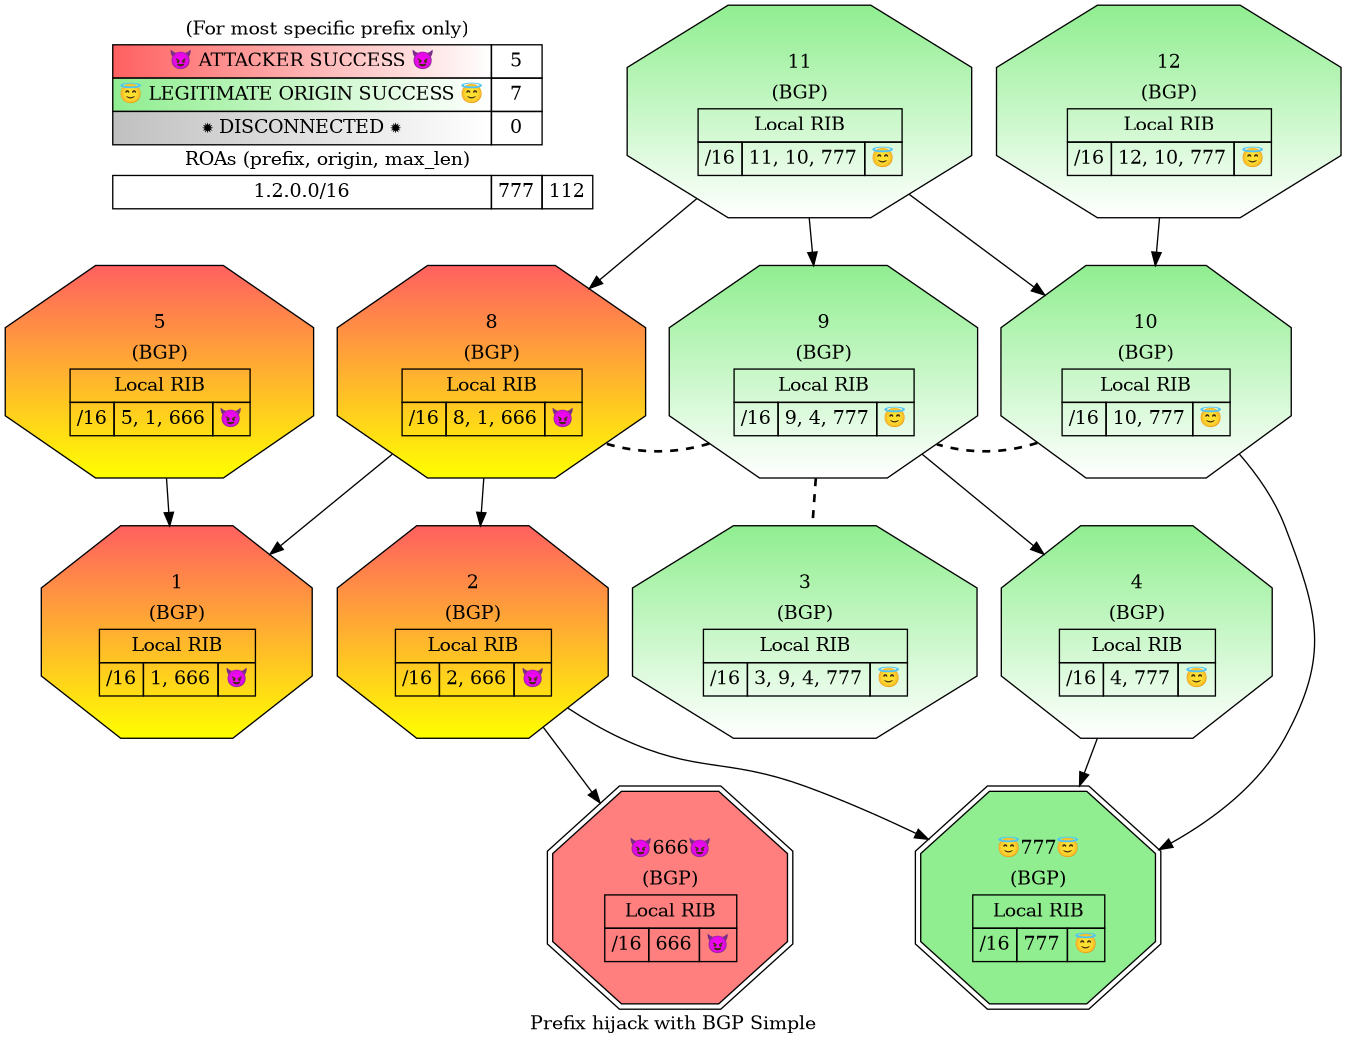 (For most specific prefix only)
😈 ATTACKER SUCCESS 😈 5
😇 LEGITIMATE ORIGIN SUCCESS 😇 7
✹ DISCONNECTED ✹ 0
ROAs (prefix, origin, max_len)
1.2.0.0/16 777 112
11
(BGP)
Local RIB
/16 11, 10, 777 😇
12
(BGP)
Local RIB
/16 12, 10, 777 😇
5
(BGP)
Local RIB
/16 5, 1, 666 😈
8
(BGP)
Local RIB
/16 8, 1, 666 😈
9
(BGP)
Local RIB
/16 9, 4, 777 😇
10
(BGP)
Local RIB
/16 10, 777 😇
1
(BGP)
Local RIB
/16 1, 666 😈
2
(BGP)
Local RIB
/16 2, 666 😈
3
(BGP)
Local RIB
/16 3, 9, 4, 777 😇
4
(BGP)
Local RIB
/16 4, 777 😇
😈666😈
(BGP)
Local RIB
/16 666 😈
😇777😇
(BGP)
Local RIB
/16 777 😇
Prefix hijack with BGP Simple